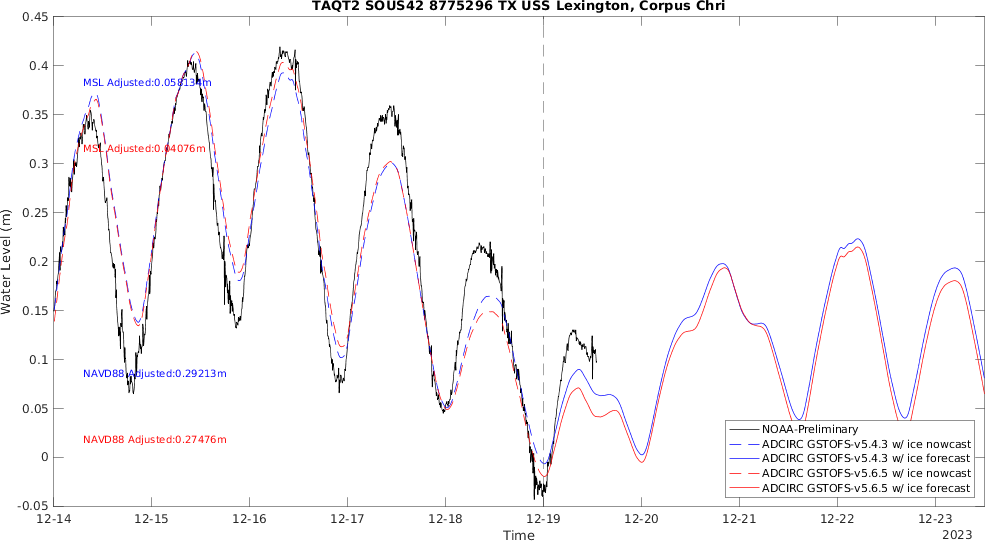 TAQT2 SOUS42 8775296 TX USS Lexington, Corpus Chri
0.45
0.4
0.35
0.3
0.25
0.2
0.15
0.1
0.05
0
-0.05
Water Level (m)
MSL Adjusted:0.058134m
MSL Adjusted:0.04076m
NAVD88 Adjusted:0.29213m
NAVD88 Adjusted:0.27476m
NOAA-Preliminary
ADCIRC GSTOFS-v5.4.3 w/ ice nowcast
ADCIRC GSTOFS-v5.4.3 w/ ice forecast
ADCIRC GSTOFS-v5.6.5 w/ ice nowcast
ADCIRC GSTOFS-v5.6.5 w/ ice forecast
12-14 12-15 12-16 12-17 12-18 12-19 12-20 12-21 12-22 12-23
Time
2023